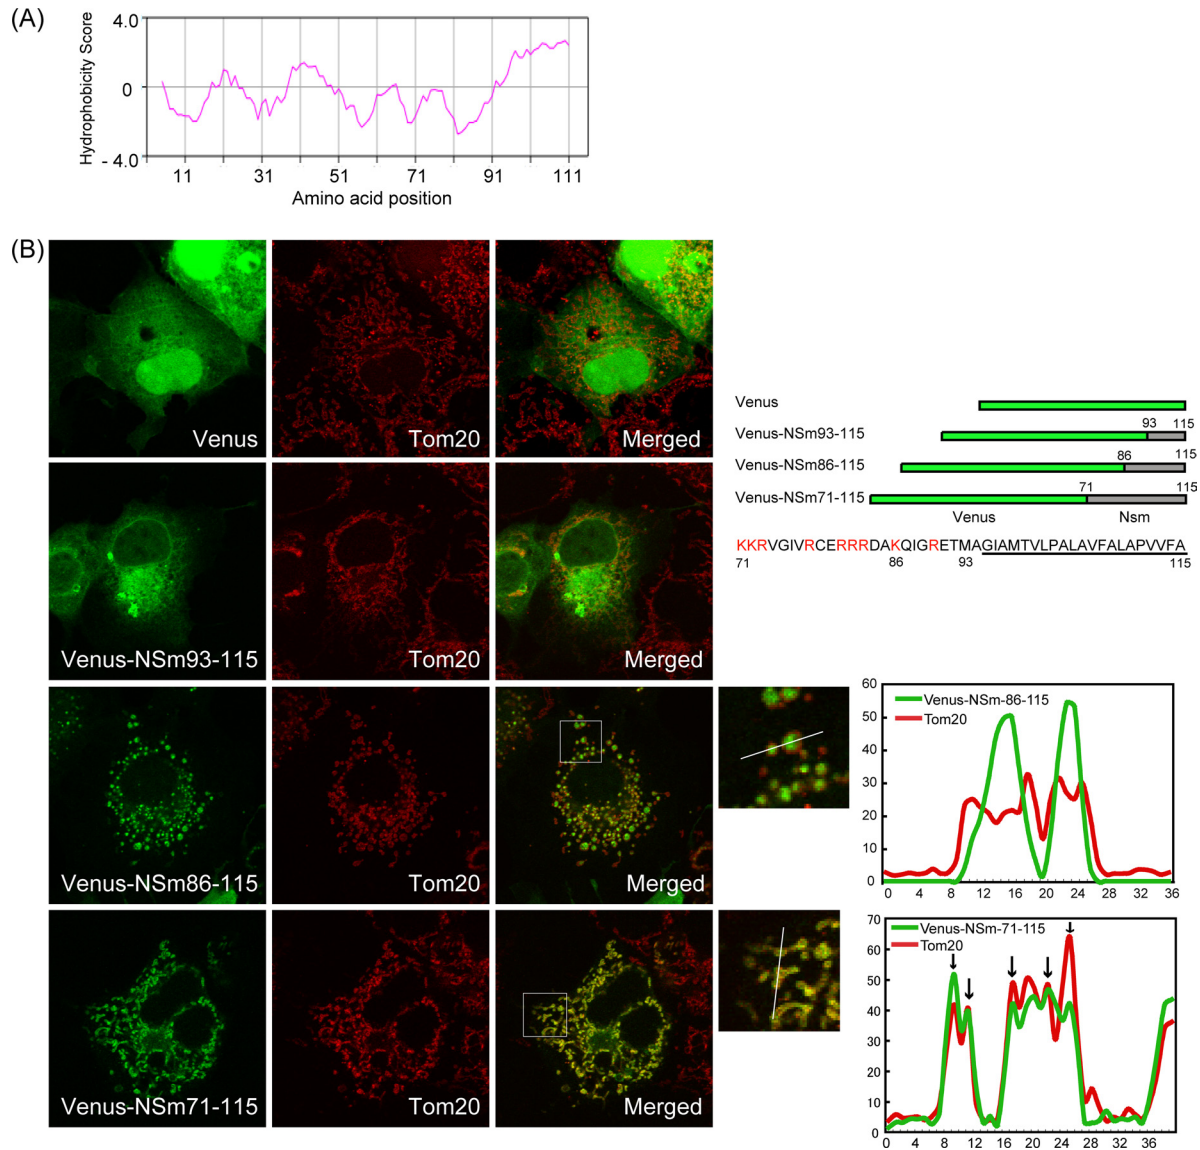 (A)
Hydrophobicity Score
4.0
0
- 4.0
11 31 51 71 91 111
Amino acid position
(B)
Venus Tom20 Merged
Venus-NSm93-115 Tom20 Merged
Venus-NSm86-115 Tom20 Merged
Venus-NSm71-115 Tom20 Merged
Venus
93 115
Venus-NSm93-115
86 115
Venus-NSm86-115
71 115
Venus-NSm71-115
Venus Nsm
KKRVGIVRCERRRDAKQIGRETMAGIAMTVLPALAVFALAPVVFA
71 86 93 115
60
50
40
30
20
10
0
Venus-NSm-86-115
Tom20
0 4 8 12 16 20 24 28 32 36
70
60
50
40
30
20
10
0
Venus-NSm-71-115
Tom20
0 4 8 12 16 20 24 28 32 36